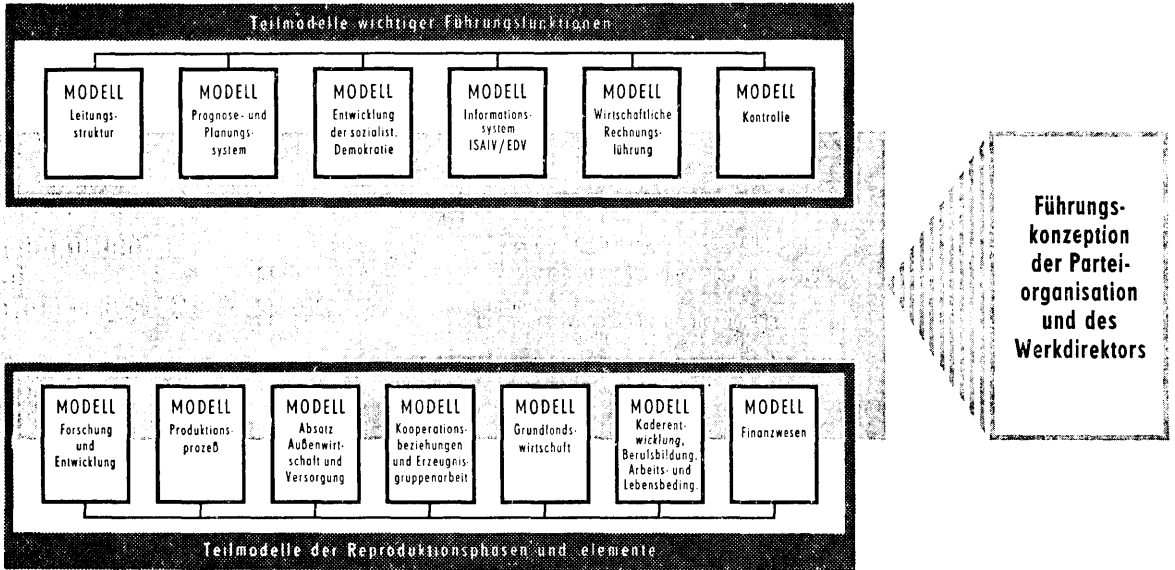 Teilmodelle wichtiger Führungsfunktionen
MODELL
Leitungs-
struktur
MODELL
Prognose- und
Planungs-
system
MODELL
Entwicklung
der sozialist.
Demokratie
MODELL
Informations-
system
ISAIV/EDV
MODELL
Wirtschaftliche
Rechnungs-
führung
MODELL
Kontrolle
Führungs-
konzeption
der Partei-
organisation
und des
Werkdirektors
MODELL
Forschung
und
Entwicklung
MODELL
Produktions-
prozeß
MODELL
Absatz
Außenwirt-
schaft und
Versorgung
MODELL
Kooperations-
beziehungen
und Erzeugnis-
gruppenarbeit
MODELL
Grundfonds-
wirtschaft
MODELL
Kaderent-
wicklung,
Berufsbildung,
Arbeits- und
Lebensbeding.
MODELL
Finanzwesen
Teilmodelle der Reproduktionsphasen und elemente